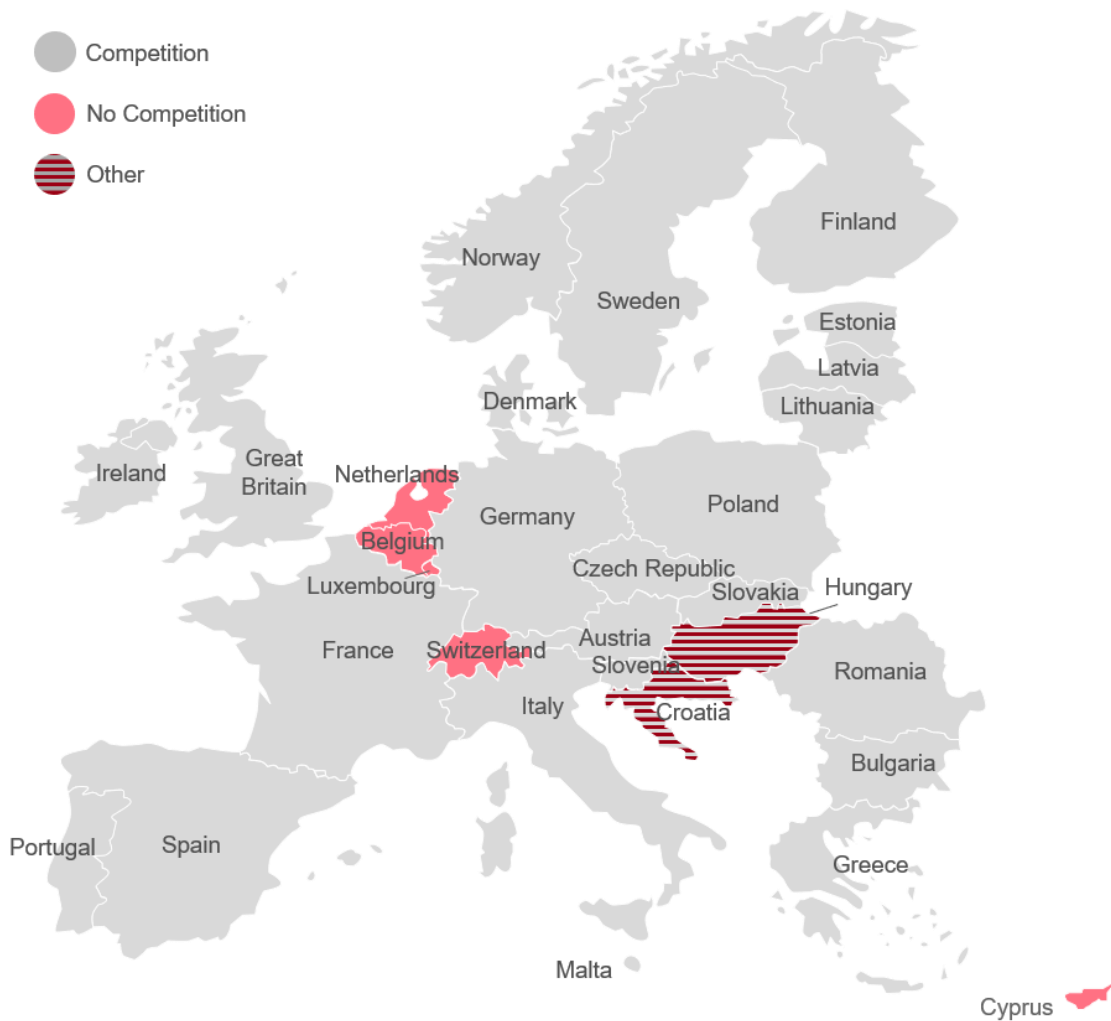 Competition
No Competition
Other
Finland
Norway
Sweden
Estonia
Latvia
Denmark
Lithuania
Great
Britain
Ireland
Netherlands
Poland
Germany
Belgium
Czech Republic
Luxembourg
Hungary
Slovakia
Austria
France
Switzerland
Slovenia
Romania
Italy
Croatia
Bulgaria
Portugal
Spain
Greece
Malta
Cyprus